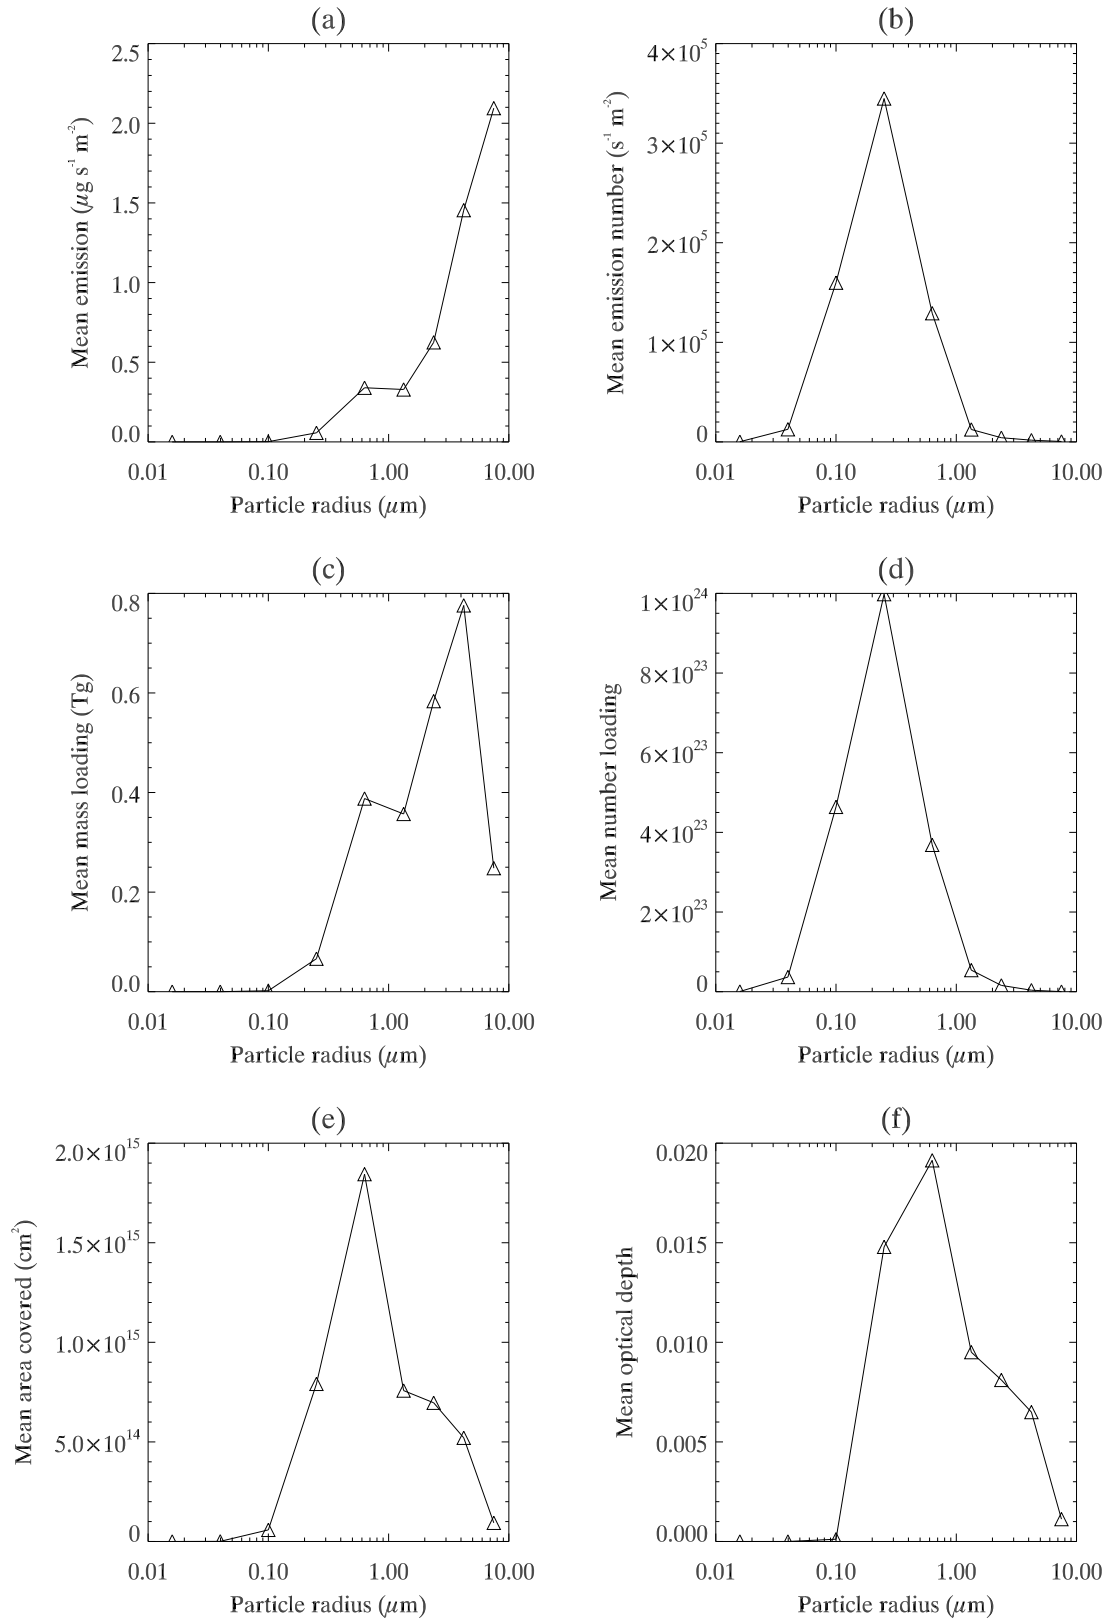 (a)
Mean emission (μg s⁻¹ m⁻²)
2.5
2.0
1.5
1.0
0.5
0.0
0.01 0.10 1.00 10.00
Particle radius (μm)
(b)
Mean emission number (s⁻¹ m⁻²)
4×10⁵
3×10⁵
2×10⁵
1×10⁵
0
0.01 0.10 1.00 10.00
Particle radius (μm)
(c)
Mean mass loading (Tg)
0.8
0.6
0.4
0.2
0.0
0.01 0.10 1.00 10.00
Particle radius (μm)
(d)
Mean number loading
1×10²⁴
8×10²³
6×10²³
4×10²³
2×10²³
0
0.01 0.10 1.00 10.00
Particle radius (μm)
(e)
Mean area covered (cm²)
2.0×10¹⁵
1.5×10¹⁵
1.0×10¹⁵
5.0×10¹⁴
0
0.01 0.10 1.00 10.00
Particle radius (μm)
(f)
Mean optical depth
0.020
0.015
0.010
0.005
0.000
0.01 0.10 1.00 10.00
Particle radius (μm)